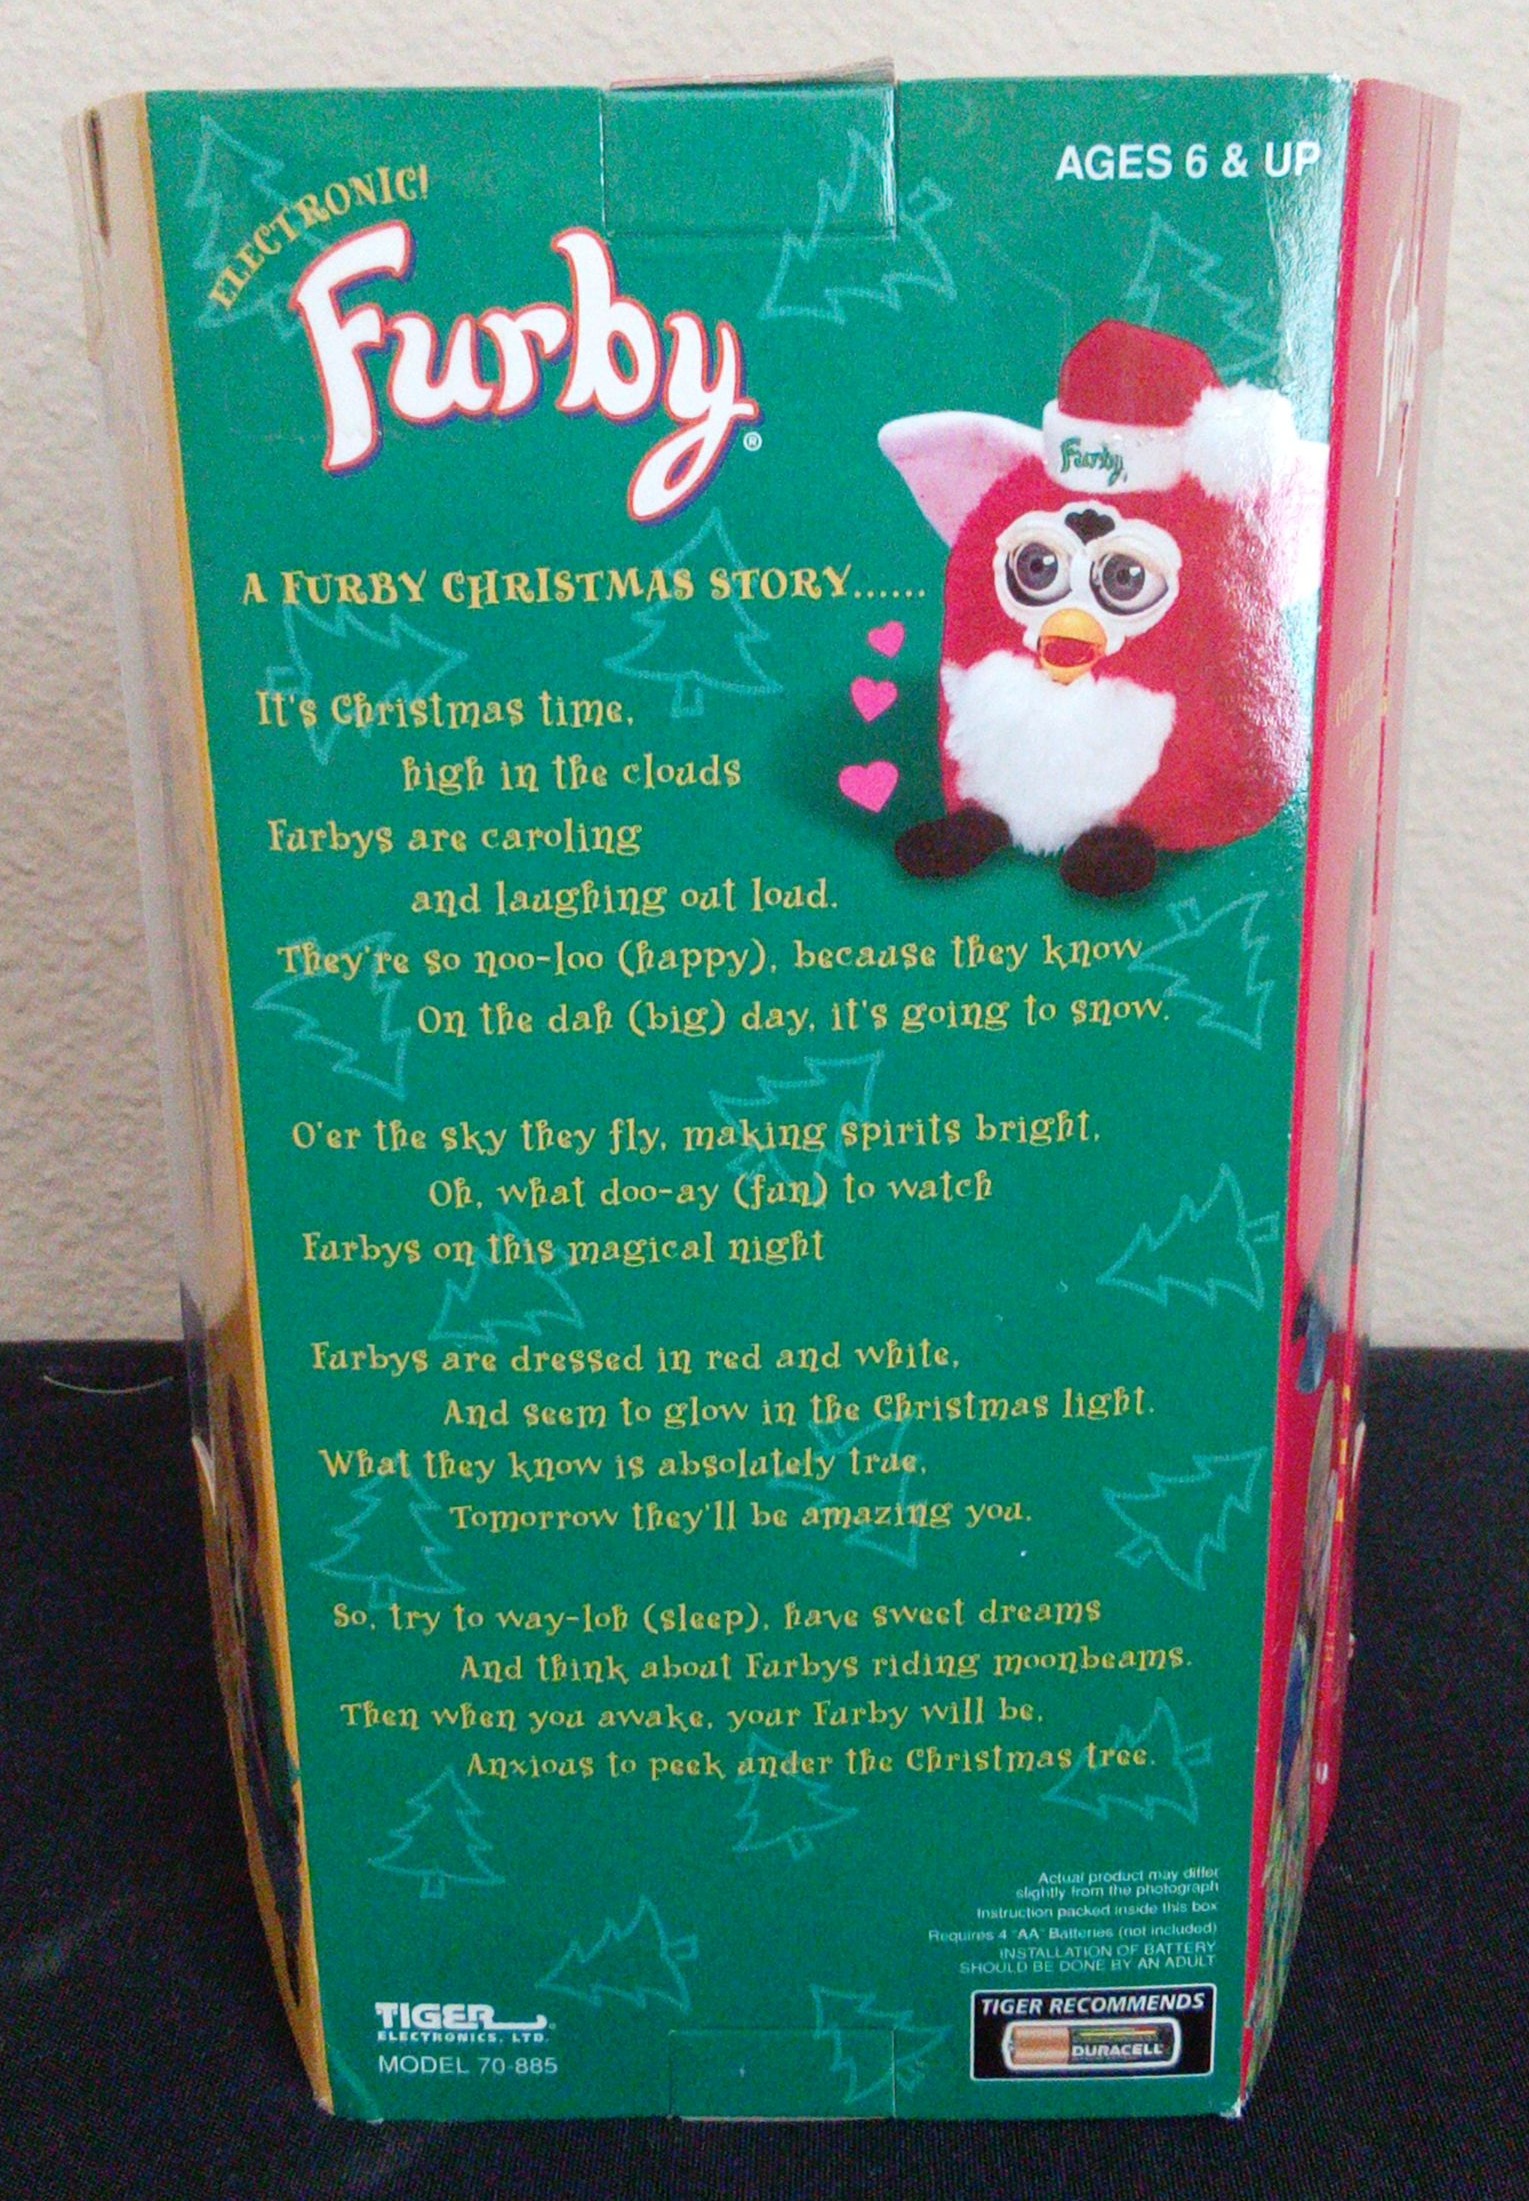 ELECTRONIC!
AGES 6 & UP
Furby®
Furby
A FURBY CHRISTMAS STORY......
It's Christmas time,
high in the clouds
Furbys are caroling
and laughing out loud.
They're so noo-loo (happy), because they know
On the dah (big) day, it's going to snow.
O'er the sky they fly, making spirits bright,
Oh, what doo-ay (fun) to watch
Furbys on this magical night
Furbys are dressed in red and white,
And seem to glow in the Christmas light.
What they know is absolutely true,
Tomorrow they'll be amazing you.
So, try to way-loh (sleep), have sweet dreams
And think about Furbys riding moonbeams.
Then when you awake, your Furby will be,
Anxious to peek under the Christmas tree.
Actual product may differ
slightly from the photograph
Instruction packed inside this box
Requires 4 "AA" Batteries (not included)
INSTALLATION OF BATTERY
SHOULD BE DONE BY AN ADULT
TIGER®
ELECTRONICS, LTD.
MODEL 70-885
TIGER RECOMMENDS
DURACELL